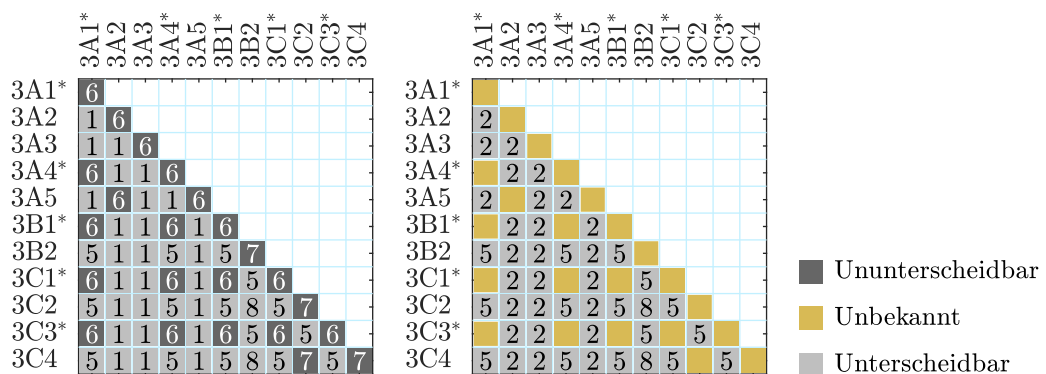 3A1* 3A2 3A3 3A4* 3A5 3B1* 3B2 3C1* 3C2 3C3* 3C4 3A1* 3A2 3A3 3A4* 3A5 3B1* 3B2 3C1* 3C2 3C3* 3C4
3A1* 6 3A1*
3A2 1 6 3A2 2
3A3 1 1 6 3A3 2 2
3A4* 6 1 1 6 3A4* 2 2
3A5 1 6 1 1 6 3A5 2 2 2
3B1* 6 1 1 6 1 6 3B1* 2 2 2
3B2 5 1 1 5 1 5 7 3B2 5 2 2 5 2 5
3C1* 6 1 1 6 1 6 5 6 3C1* 2 2 2 5
3C2 5 1 1 5 1 5 8 5 7 3C2 5 2 2 5 2 5 8 5
3C3* 6 1 1 6 1 6 5 6 5 6 3C3* 2 2 2 5 5
3C4 5 1 1 5 1 5 8 5 7 5 7 3C4 5 2 2 5 2 5 8 5 5
Ununterscheidbar
Unbekannt
Unterscheidbar